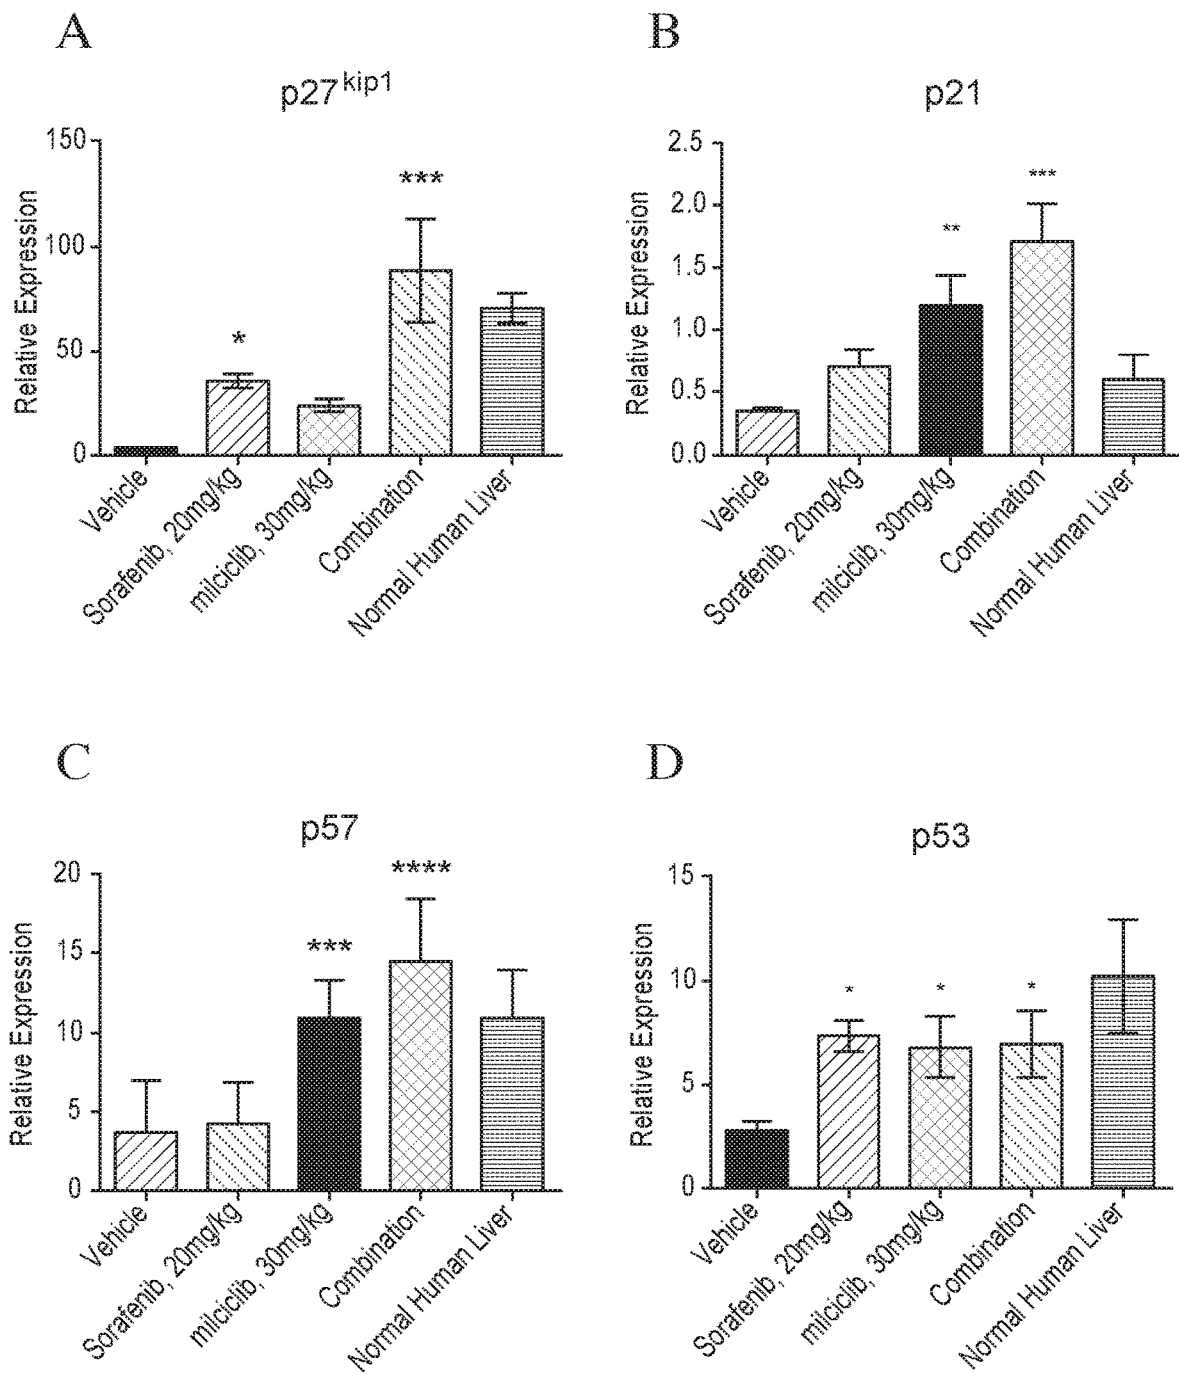 A
p27kip1
Relative Expression
150
100
50
0
*
***
Vehicle
Sorafenib, 20mg/kg
milciclib, 30mg/kg
Combination
Normal Human Liver
B
p21
Relative Expression
2.5
2.0
1.5
1.0
0.5
0.0
**
***
Vehicle
Sorafenib, 20mg/kg
milciclib, 30mg/kg
Combination
Normal Human Liver
C
p57
Relative Expression
20
15
10
5
0
***
****
Vehicle
Sorafenib, 20mg/kg
milciclib, 30mg/kg
Combination
Normal Human Liver
D
p53
Relative Expression
15
10
5
0
*
*
*
Vehicle
Sorafenib, 20mg/kg
milciclib, 30mg/kg
Combination
Normal Human Liver